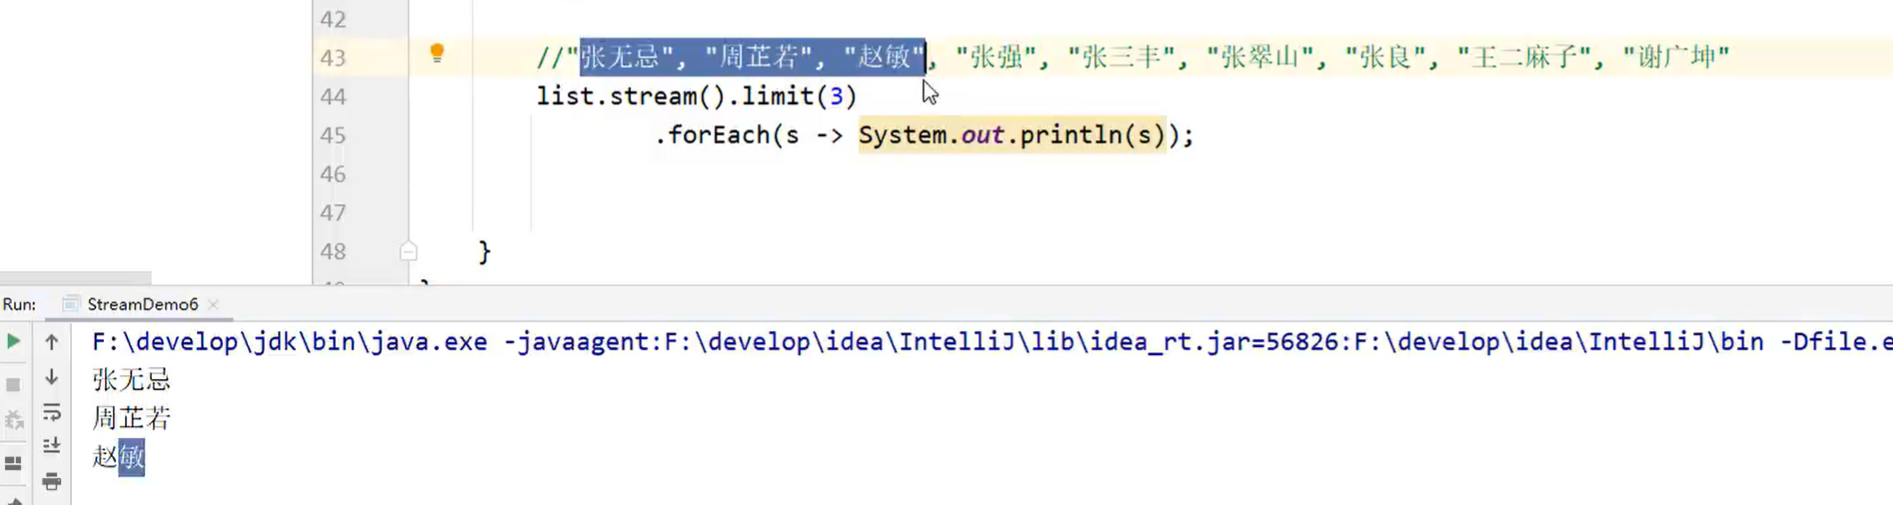 42
43 //"张无忌", "周芷若", "赵敏", "张强", "张三丰", "张翠山", "张良", "王二麻子", "谢广坤"
44 list.stream().limit(3)
45 .forEach(s -> System.out.println(s));
46
47
48 }
Run: StreamDemo6
F:\develop\jdk\bin\java.exe -javaagent:F:\develop\idea\IntelliJ\lib\idea_rt.jar=56826:F:\develop\idea\IntelliJ\bin -Dfile.e
张无忌
周芷若
赵敏